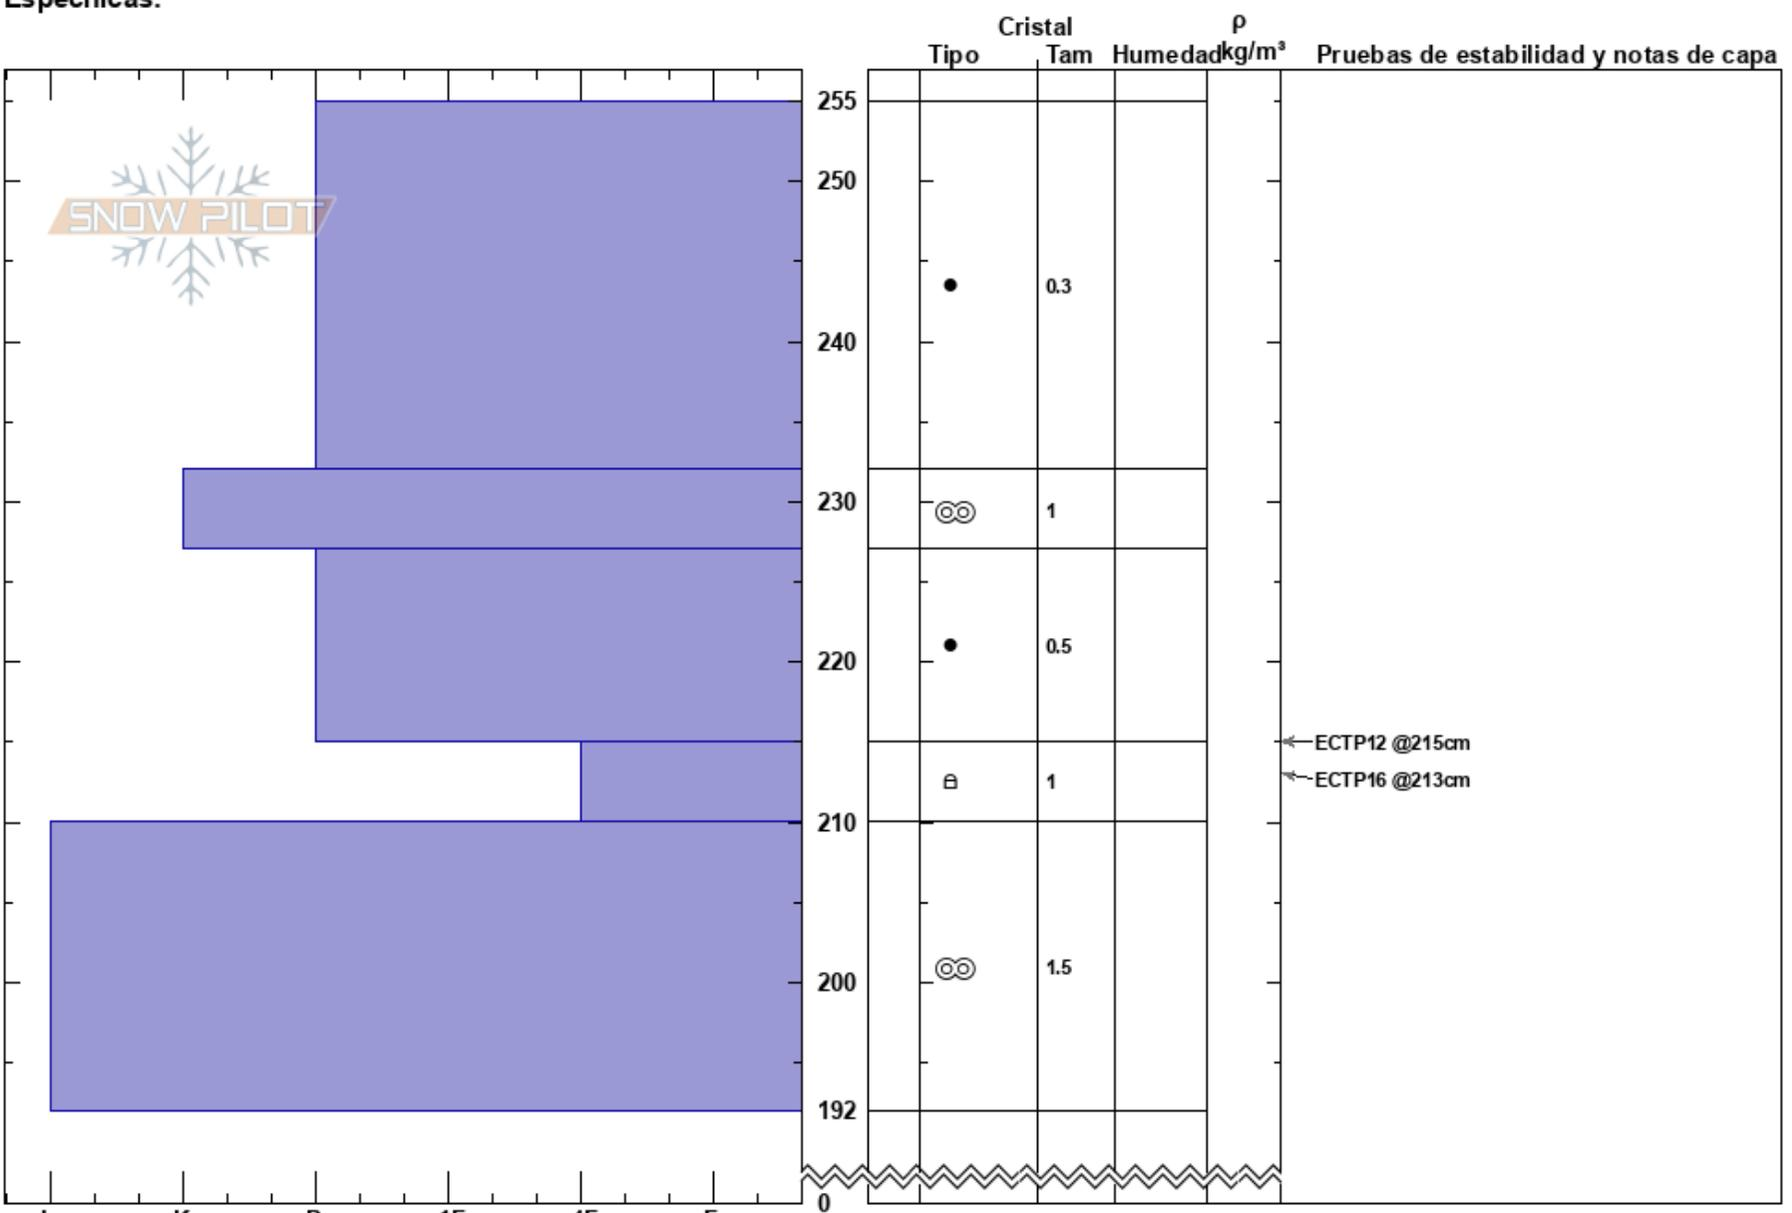 Específicas:
Cristal
ρ
Tipo
Tam
Humedad
kg/m³
Pruebas de estabilidad y notas de capa
255
250
SNOW PILOT
0.3
240
230
1
0.5
220
ECTP12 @215cm
1
ECTP16 @213cm
210
1.5
200
192
0